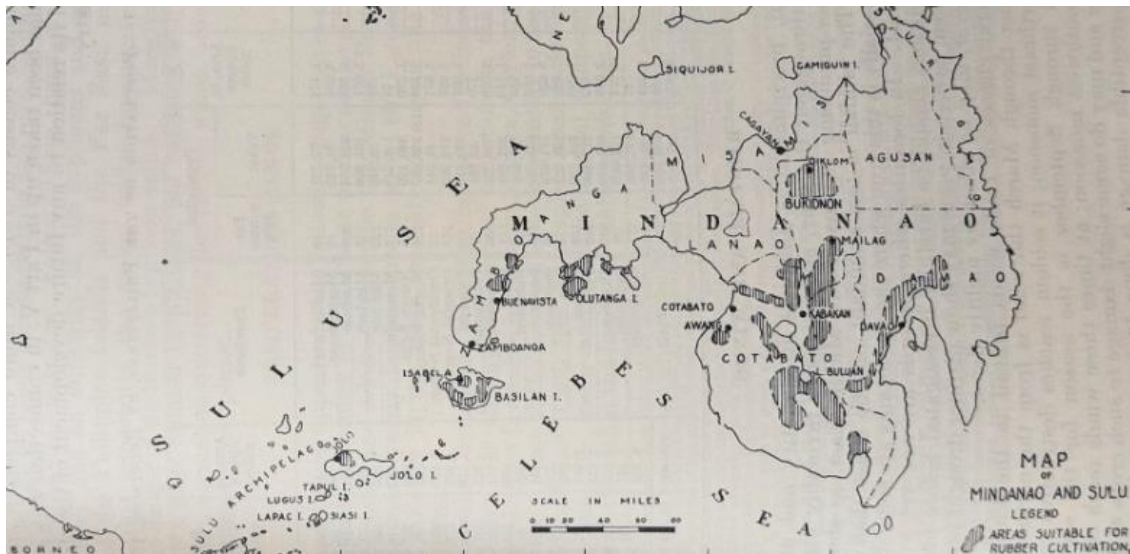 SIQUIJOR I.
CAMIGUIN I.
CAGAYAN
MISAMIS
DIKLOM
AGUSAN
SURIGAO
BUKIDNON
ZAMBOANGA
MINDANAO
LANAO
MAILAG
DAVAO
BUENAVISTA
OLUTANGA I.
COTABATO
KABAKAN
AWANG
DAVAO
ZAMBOANGA
COTABATO
L. BULUAN
ISABELA
BASILAN I.
SULU SEA
CELEBES SEA
SULU ARCHIPELAGO
JOLO
JOLO I.
TAPUL I.
LUGUS I.
LAPAC I.
SIASI I.
BORNEO
SCALE IN MILES
10 0 10 20 40 60 80
MAP
OF
MINDANAO AND SULU
LEGEND
AREAS SUITABLE FOR
RUBBER CULTIVATION.